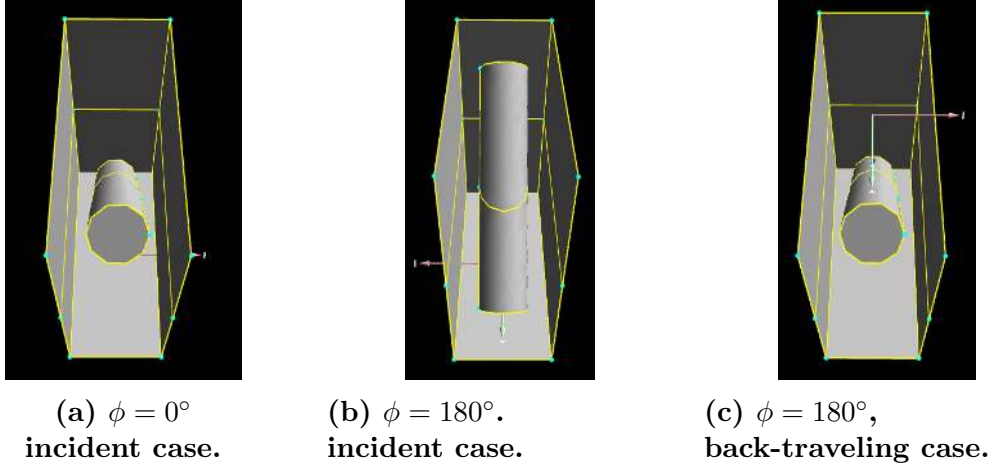 (a) ϕ = 0°
incident case.
(b) ϕ = 180°.
incident case.
(c) ϕ = 180°,
back-traveling case.